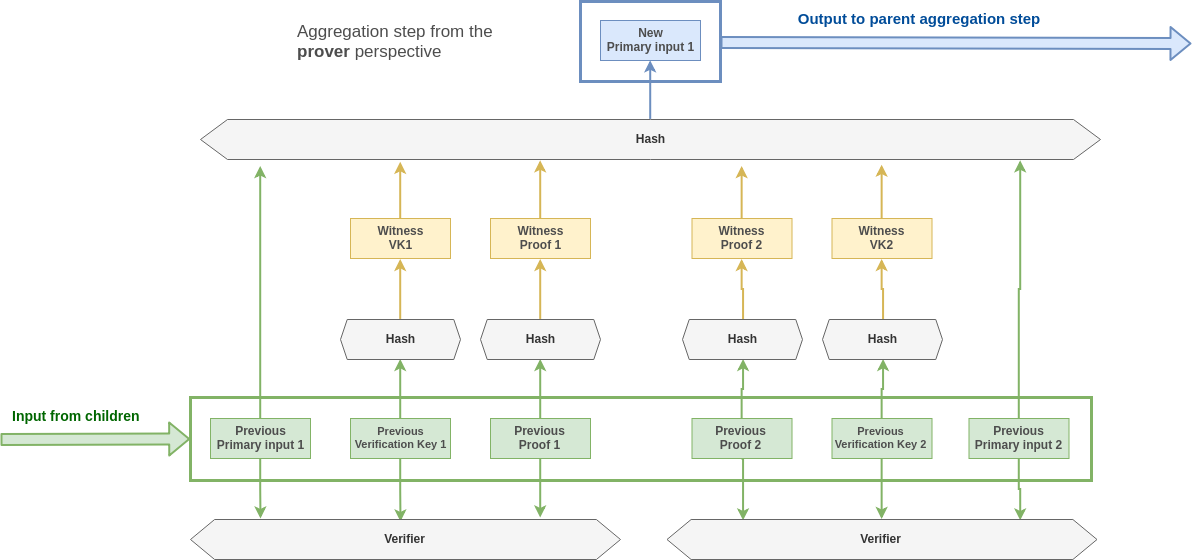 Aggregation step from the
prover perspective
New
Primary input 1
Output to parent aggregation step
Hash
Witness
VK1
Witness
Proof 1
Witness
Proof 2
Witness
VK2
Hash
Hash
Hash
Hash
Input from children
Previous
Primary input 1
Previous
Verification Key 1
Previous
Proof 1
Previous
Proof 2
Previous
Verification Key 2
Previous
Primary input 2
Verifier
Verifier